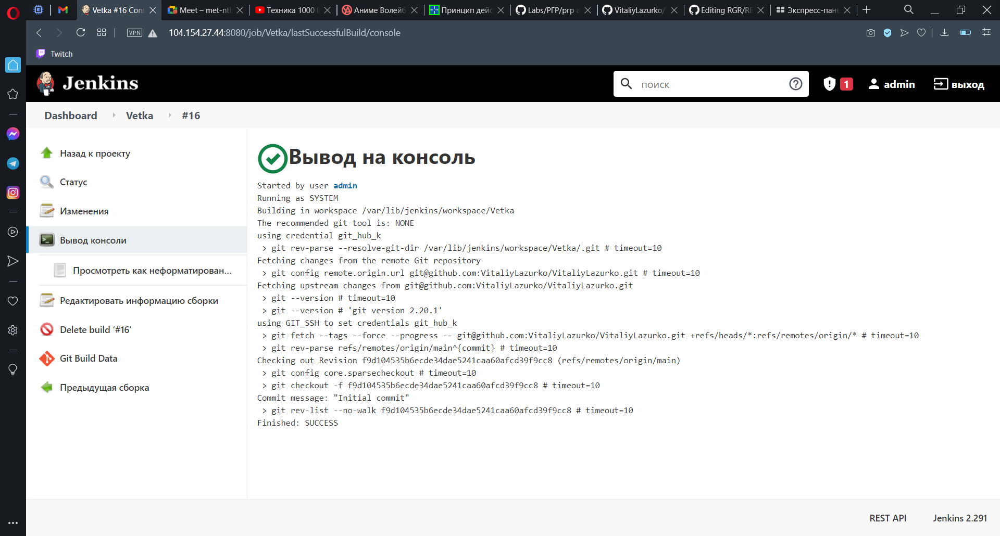 Vetka #16 Con
Meet – met-ntl
Техника 1000
Аниме Волейб
Принцип дейс
Labs/РГР/ргр а
VitaliyLazurko/
Editing RGR/RE
Экспресс-пане
VPN
104.154.27.44:8080/job/Vetka/lastSuccessfulBuild/console
Twitch
Jenkins
поиск
1
admin
выход
Dashboard
Vetka
#16
Назад к проекту
Статус
Изменения
Вывод консоли
Просмотреть как неформатирован...
Редактировать информацию сборки
Delete build ‘#16’
Git Build Data
Предыдущая сборка
Вывод на консоль
Started by user admin
Running as SYSTEM
Building in workspace /var/lib/jenkins/workspace/Vetka
The recommended git tool is: NONE
using credential git_hub_k
> git rev-parse --resolve-git-dir /var/lib/jenkins/workspace/Vetka/.git # timeout=10
Fetching changes from the remote Git repository
> git config remote.origin.url git@github.com:VitaliyLazurko/VitaliyLazurko.git # timeout=10
Fetching upstream changes from git@github.com:VitaliyLazurko/VitaliyLazurko.git
> git --version # timeout=10
> git --version # 'git version 2.20.1'
using GIT_SSH to set credentials git_hub_k
> git fetch --tags --force --progress -- git@github.com:VitaliyLazurko/VitaliyLazurko.git +refs/heads/*:refs/remotes/origin/* # timeout=10
> git rev-parse refs/remotes/origin/main^{commit} # timeout=10
Checking out Revision f9d104535b6ecde34dae5241caa60afcd39f9cc8 (refs/remotes/origin/main)
> git config core.sparsecheckout # timeout=10
> git checkout -f f9d104535b6ecde34dae5241caa60afcd39f9cc8 # timeout=10
Commit message: "Initial commit"
> git rev-list --no-walk f9d104535b6ecde34dae5241caa60afcd39f9cc8 # timeout=10
Finished: SUCCESS
REST API
Jenkins 2.291